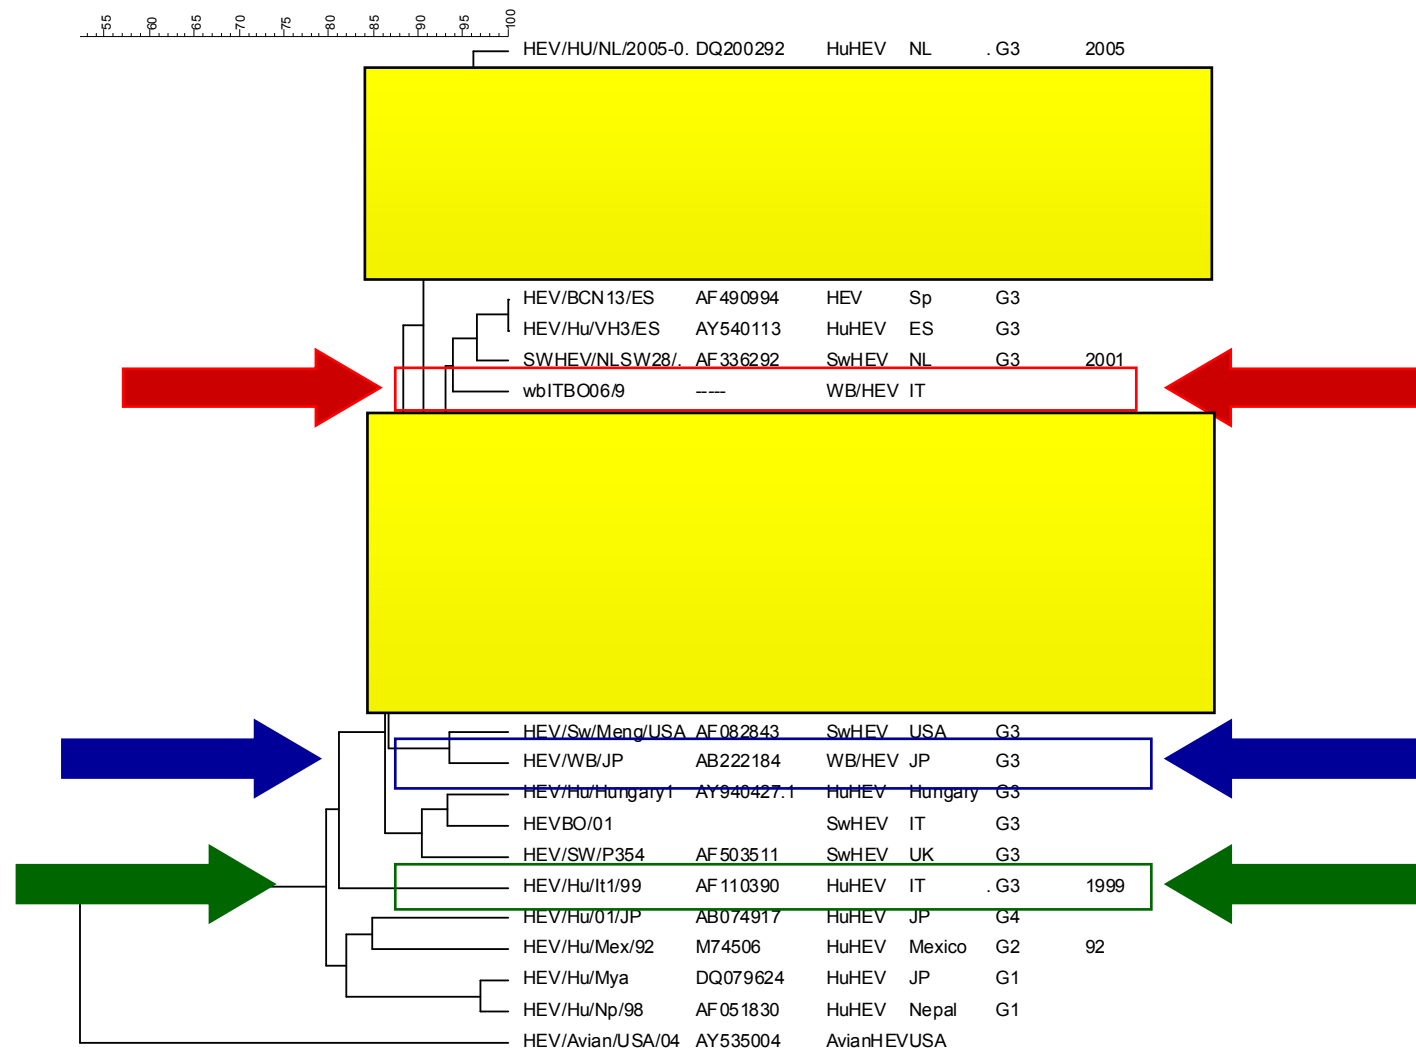 55 60 65 70 75 80 85 90 95 100
HEV/HU/NL/2005-0. DQ200292 HuHEV NL . G3 2005
HEV/BCN13/ES AF490994 HEV Sp G3
HEV/Hu/VH3/ES AY540113 HuHEV ES G3
SWHEV/NLSW28/. AF336292 SwHEV NL G3 2001
wbITBO06/9 ----- WB/HEV IT
HEV/Sw/Meng/USA AF082843 SwHEV USA G3
HEV/WB/JP AB222184 WB/HEV JP G3
HEV/Hu/Hungary1 AY940427.1 HuHEV Hungary G3
HEVBO/01 SwHEV IT G3
HEV/SW/P354 AF503511 SwHEV UK G3
HEV/Hu/It1/99 AF110390 HuHEV IT . G3 1999
HEV/Hu/01/JP AB074917 HuHEV JP G4
HEV/Hu/Mex/92 M74506 HuHEV Mexico G2 92
HEV/Hu/Mya DQ079624 HuHEV JP G1
HEV/Hu/Np/98 AF051830 HuHEV Nepal G1
HEV/Avian/USA/04 AY535004 AvianHEVUSA